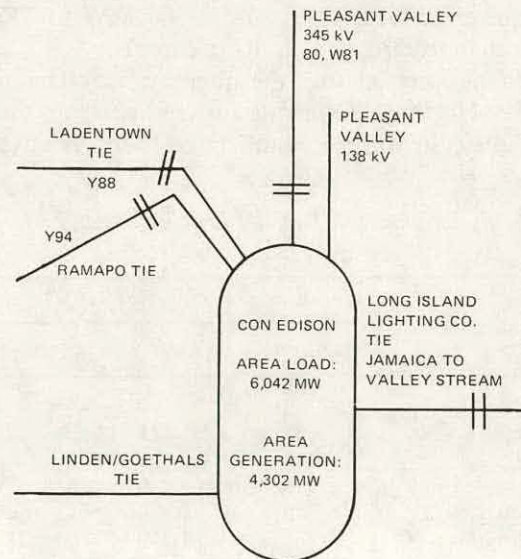 PLEASANT VALLEY
345 kV
80, W81
PLEASANT
VALLEY
138 kV
LADENTOWN
TIE
Y88
Y94
RAMAPO TIE
CON EDISON
AREA LOAD:
6,042 MW
AREA
GENERATION:
4,302 MW
LONG ISLAND
LIGHTING CO.
TIE
JAMAICA TO
VALLEY STREAM
LINDEN/GOETHALS
TIE